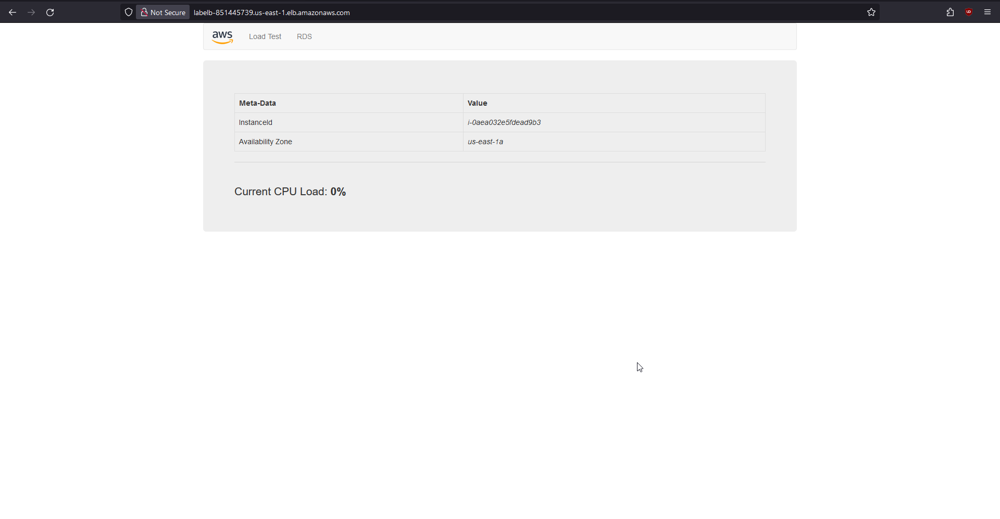 Not Secure labelb-851445739.us-east-1.elb.amazonaws.com
aws Load Test RDS
Meta-Data Value
InstanceId i-0aea032e5fdead9b3
Availability Zone us-east-1a
Current CPU Load: 0%